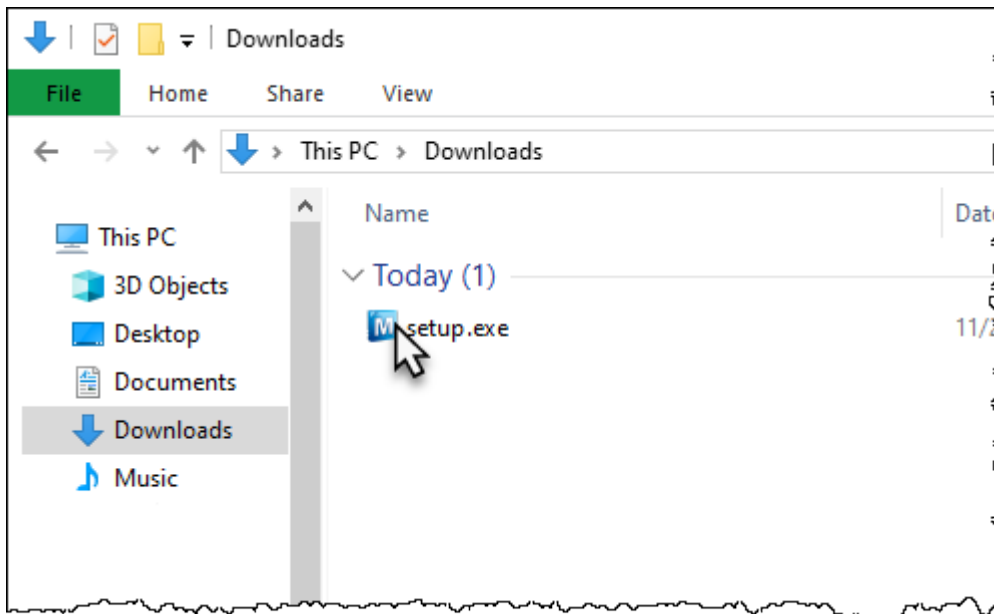 Downloads
File Home Share View
This PC > Downloads
Name
This PC
Today (1)
3D Objects
M setup.exe
Desktop
Documents
Downloads
Music